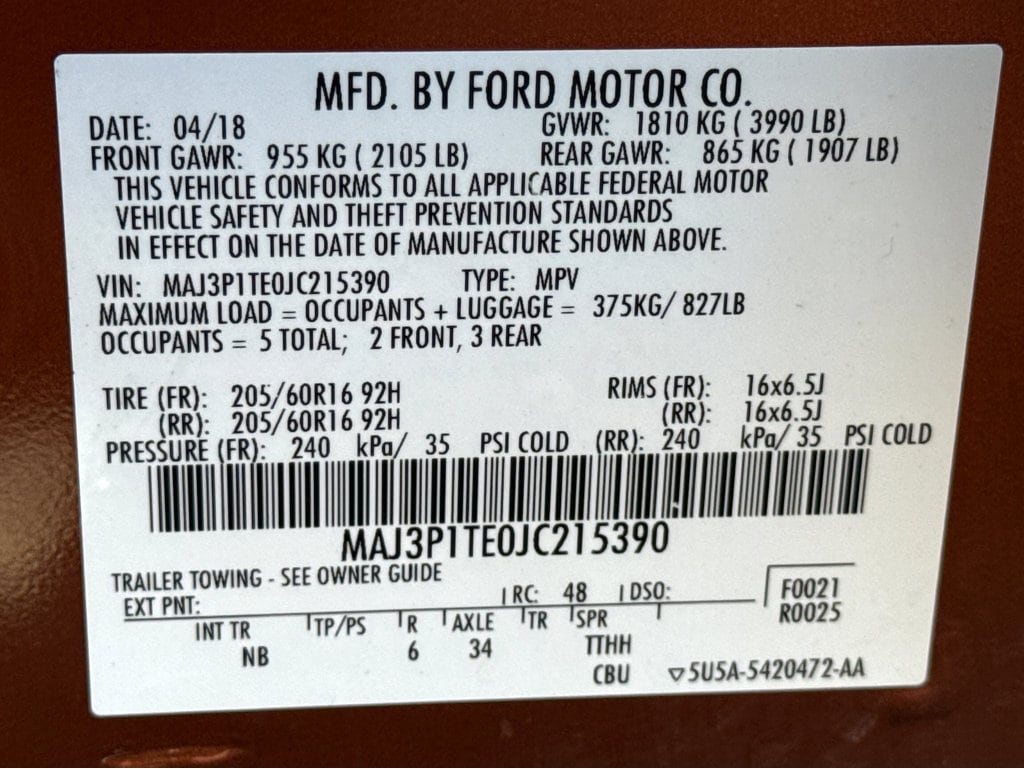 MFD. BY FORD MOTOR CO.
DATE: 04/18 GVWR: 1810 KG ( 3990 LB)
FRONT GAWR: 955 KG ( 2105 LB) REAR GAWR: 865 KG ( 1907 LB)
THIS VEHICLE CONFORMS TO ALL APPLICABLE FEDERAL MOTOR
VEHICLE SAFETY AND THEFT PREVENTION STANDARDS
IN EFFECT ON THE DATE OF MANUFACTURE SHOWN ABOVE.
VIN: MAJ3P1TE0JC215390 TYPE: MPV
MAXIMUM LOAD = OCCUPANTS + LUGGAGE = 375KG/ 827LB
OCCUPANTS = 5 TOTAL; 2 FRONT, 3 REAR
TIRE (FR): 205/60R16 92H RIMS (FR): 16x6.5J
(RR): 205/60R16 92H (RR): 16x6.5J
PRESSURE (FR): 240 kPa/ 35 PSI COLD (RR): 240 kPa/ 35 PSI COLD
MAJ3P1TE0JC215390
TRAILER TOWING - SEE OWNER GUIDE
EXT PNT: RC: 48 DSO: F0021
R0025
INT TR TP/PS R AXLE TR SPR
NB 6 34 TTHH
CBU ▽5U5A-5420472-AA